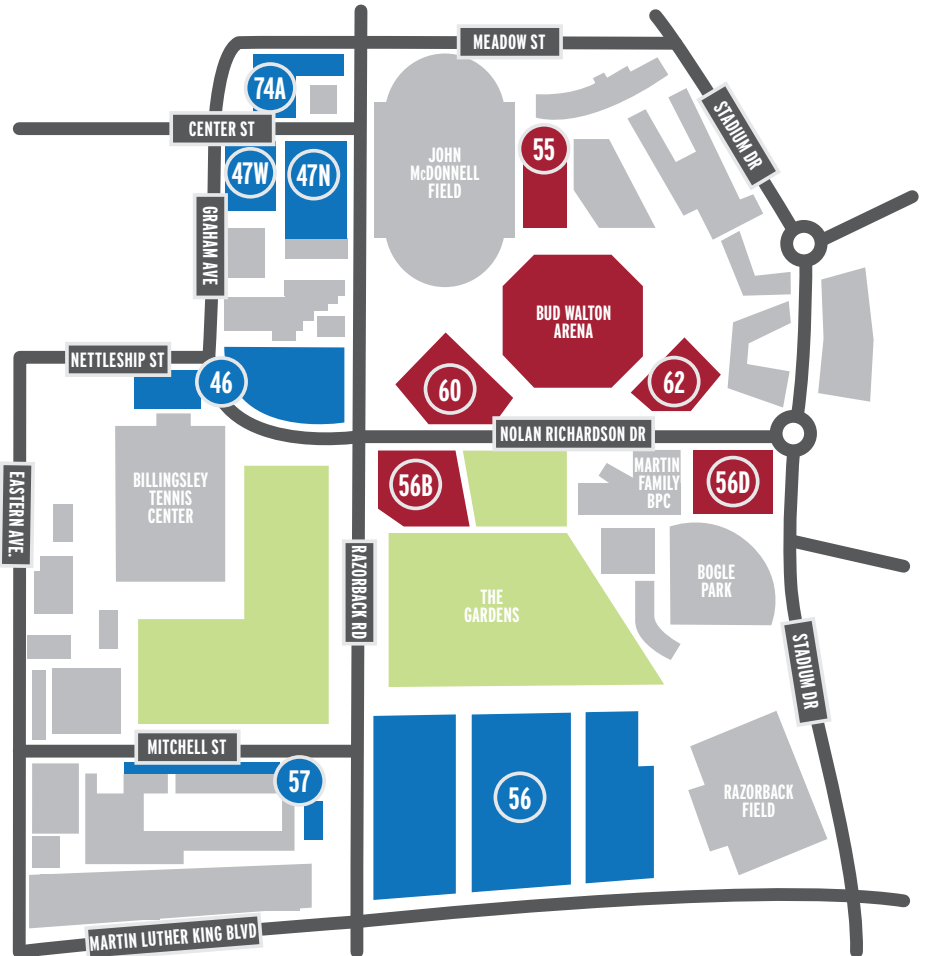 MEADOW ST
74A
CENTER ST
STADIUM DR
55
JOHN
McDONNELL
FIELD
47W
47N
GRAHAM AVE
BUD WALTON
ARENA
NETTLESHIP ST
46
60
62
NOLAN RICHARDSON DR
EASTERN AVE.
BILLINGSLEY
TENNIS
CENTER
56B
MARTIN
FAMILY
BPC
56D
RAZORBACK RD
THE
GARDENS
BOGLE
PARK
STADIUM DR
MITCHELL ST
57
56
RAZORBACK
FIELD
MARTIN LUTHER KING BLVD